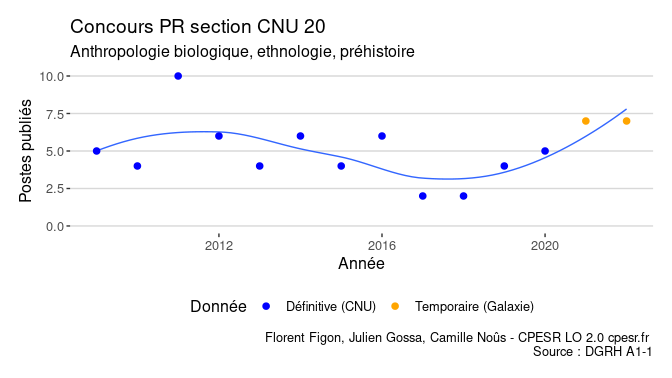 Concours PR section CNU 20
Anthropologie biologique, ethnologie, préhistoire
Postes publiés
10.0
7.5
5.0
2.5
0.0
2012 2016 2020
Année
Donnée Définitive (CNU) Temporaire (Galaxie)
Florent Figon, Julien Gossa, Camille Noûs - CPESR LO 2.0 cpesr.fr
Source : DGRH A1-1